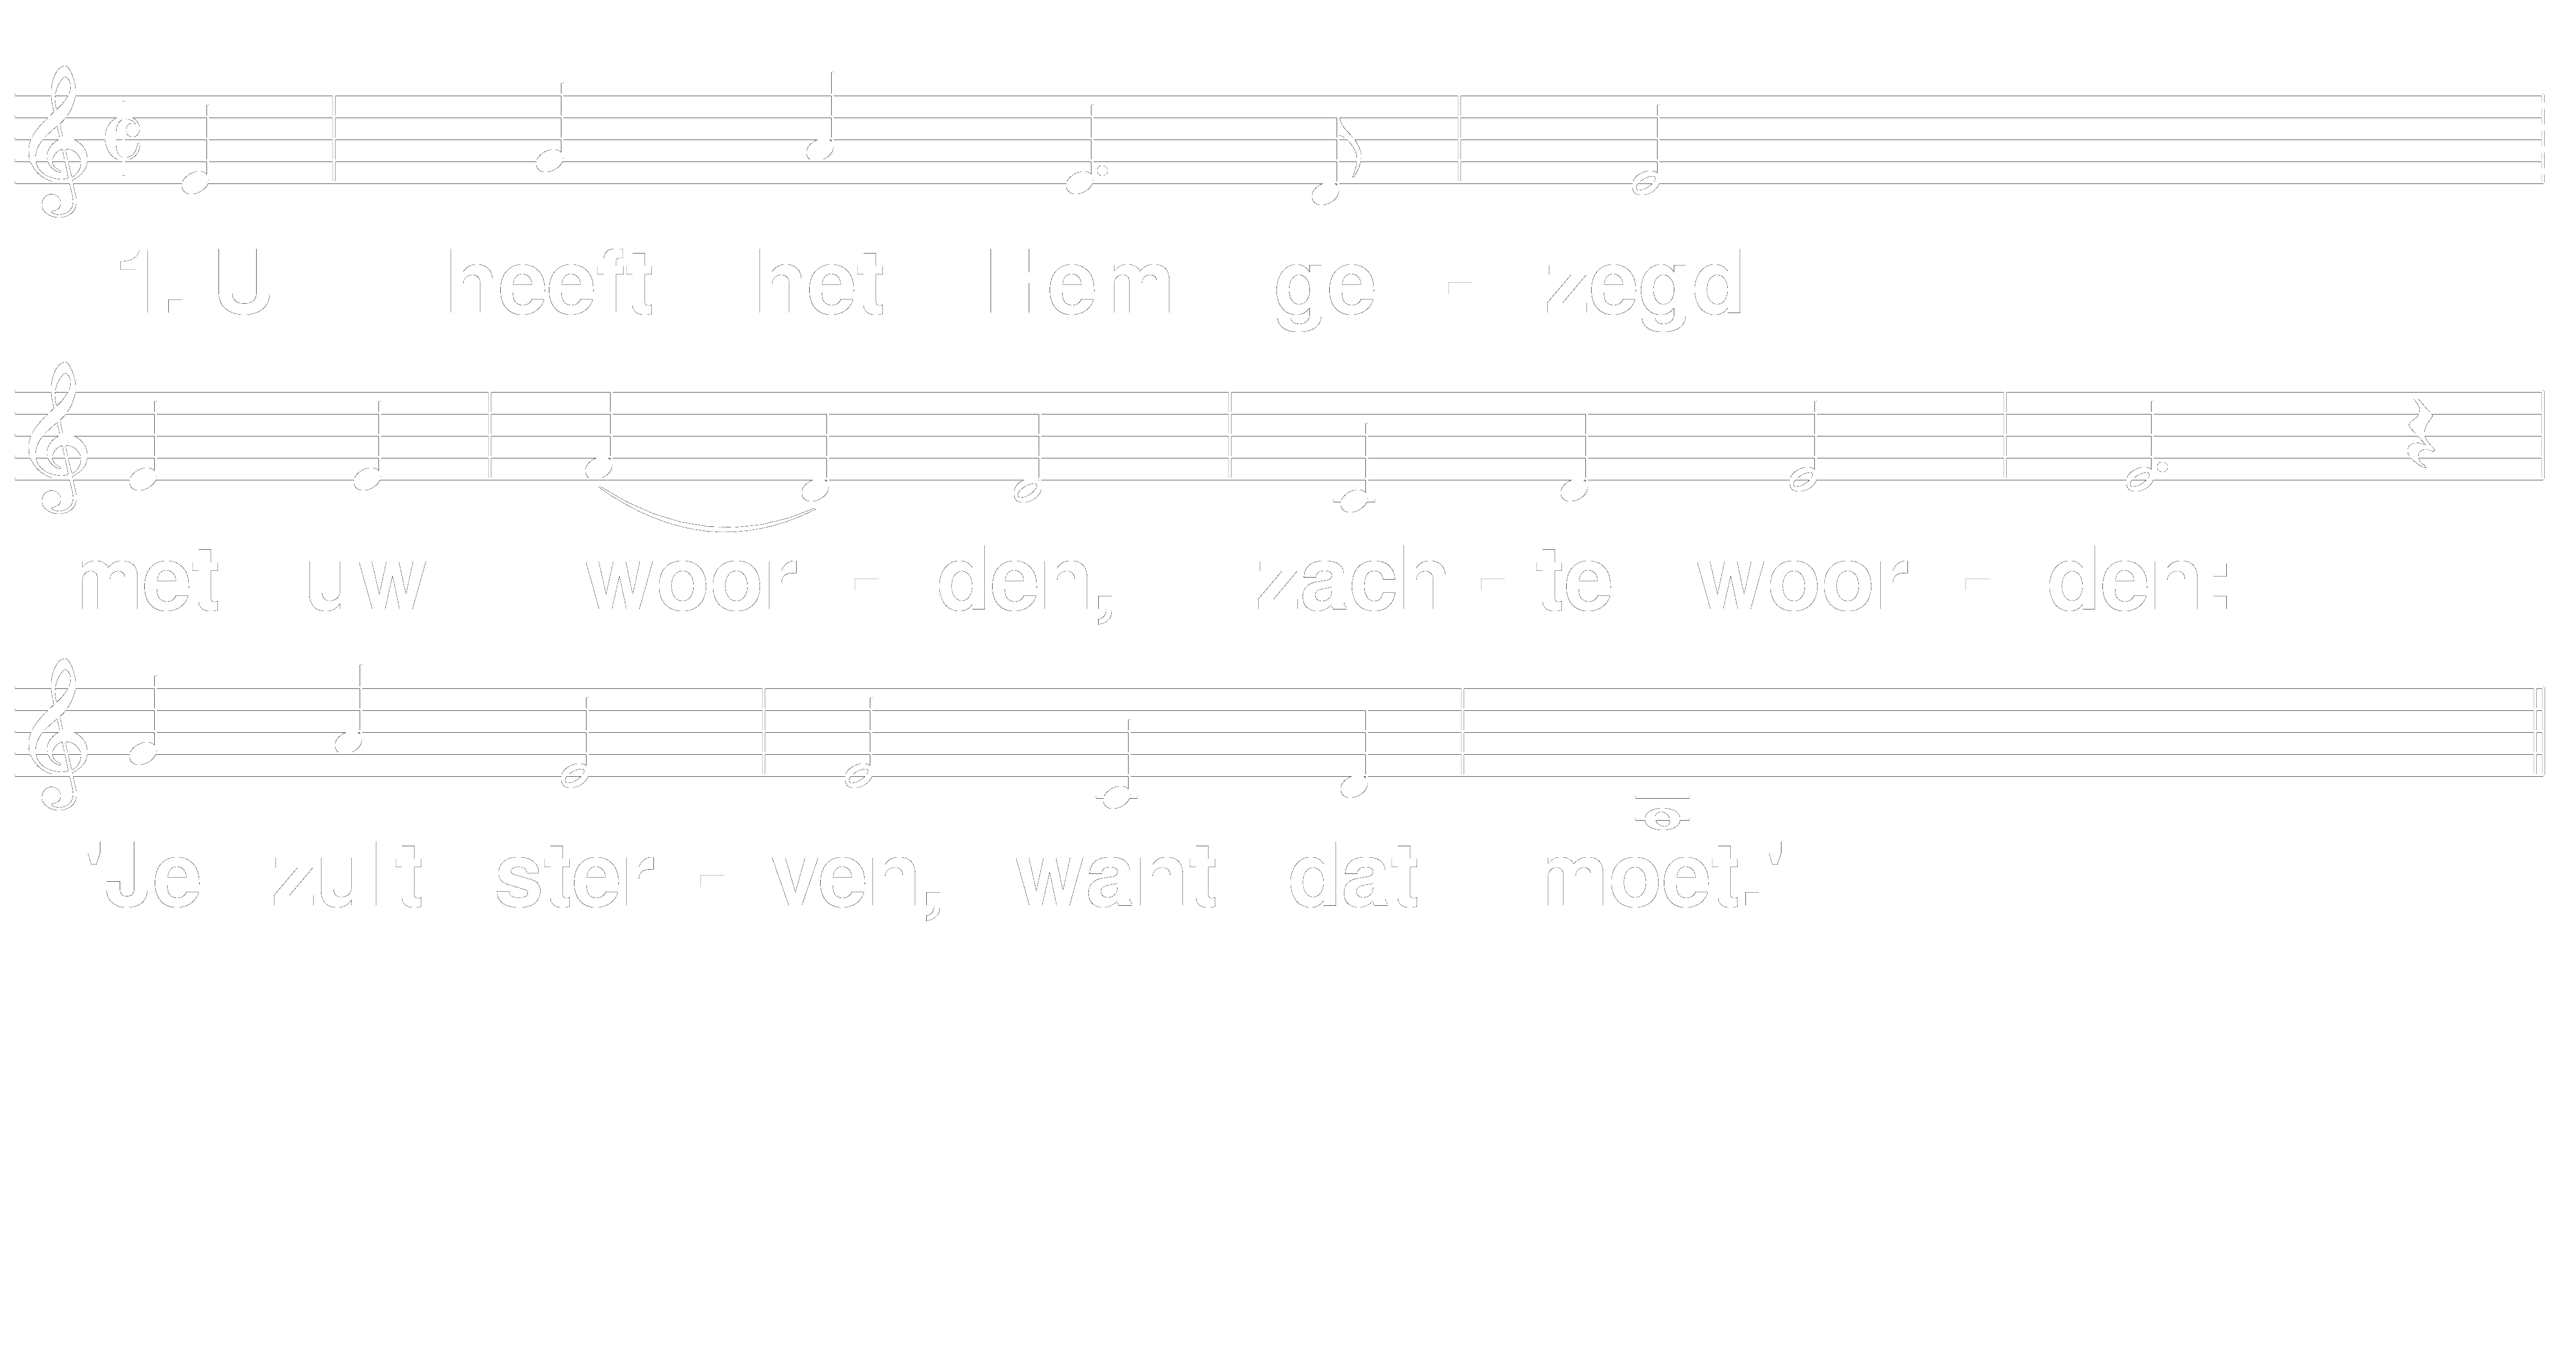 1. U heeft het Hem ge - zegd
met uw woor - den, zach - te woor - den:
'Je zult ster - ven, want dat moet.'